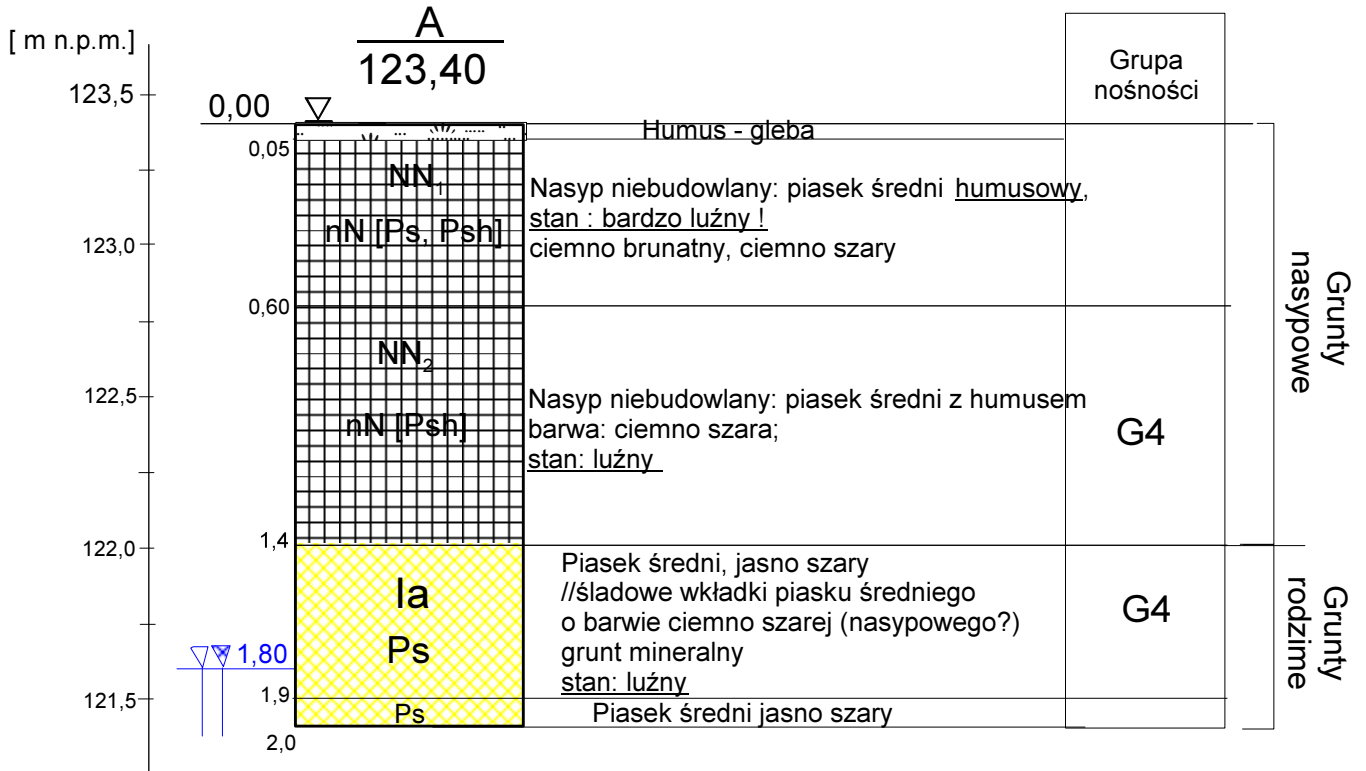 [ m n.p.m.]
A
123,40
Grupa
nośności
123,5
0,00
Humus - gleba
0,05
NN1
Nasyp niebudowlany: piasek średni humusowy,
stan : bardzo luźny !
nN [Ps, Psh]
ciemno brunatny, ciemno szary
123,0
Grunty
nasypowe
0,60
NN2
122,5
Nasyp niebudowlany: piasek średni z humusem
nN [Psh]
barwa: ciemno szara;
stan: luźny
G4
1,4
122,0
Piasek średni, jasno szary
//śladowe wkładki piasku średniego
o barwie ciemno szarej (nasypowego?)
grunt mineralny
stan: luźny
Ia
Ps
G4
Grunty
rodzime
1,80
1,9
121,5
Ps
Piasek średni jasno szary
2,0